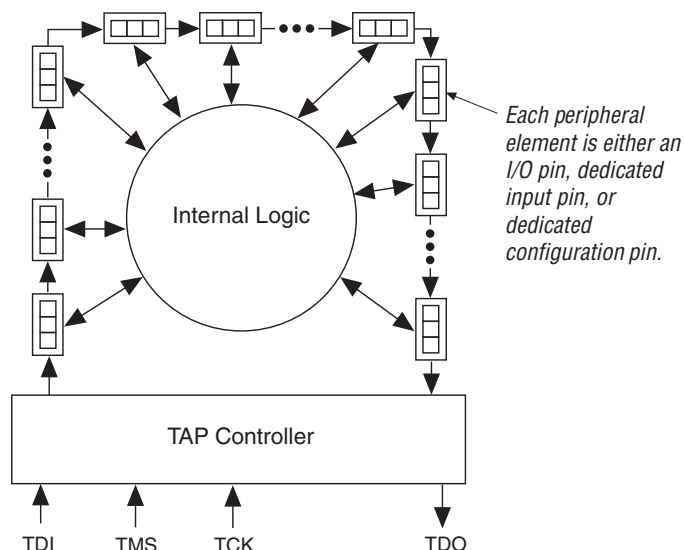 Each peripheral
element is either an
I/O pin, dedicated
input pin, or
dedicated
configuration pin.
Internal Logic
TAP Controller
TDI
TMS
TCK
TDO